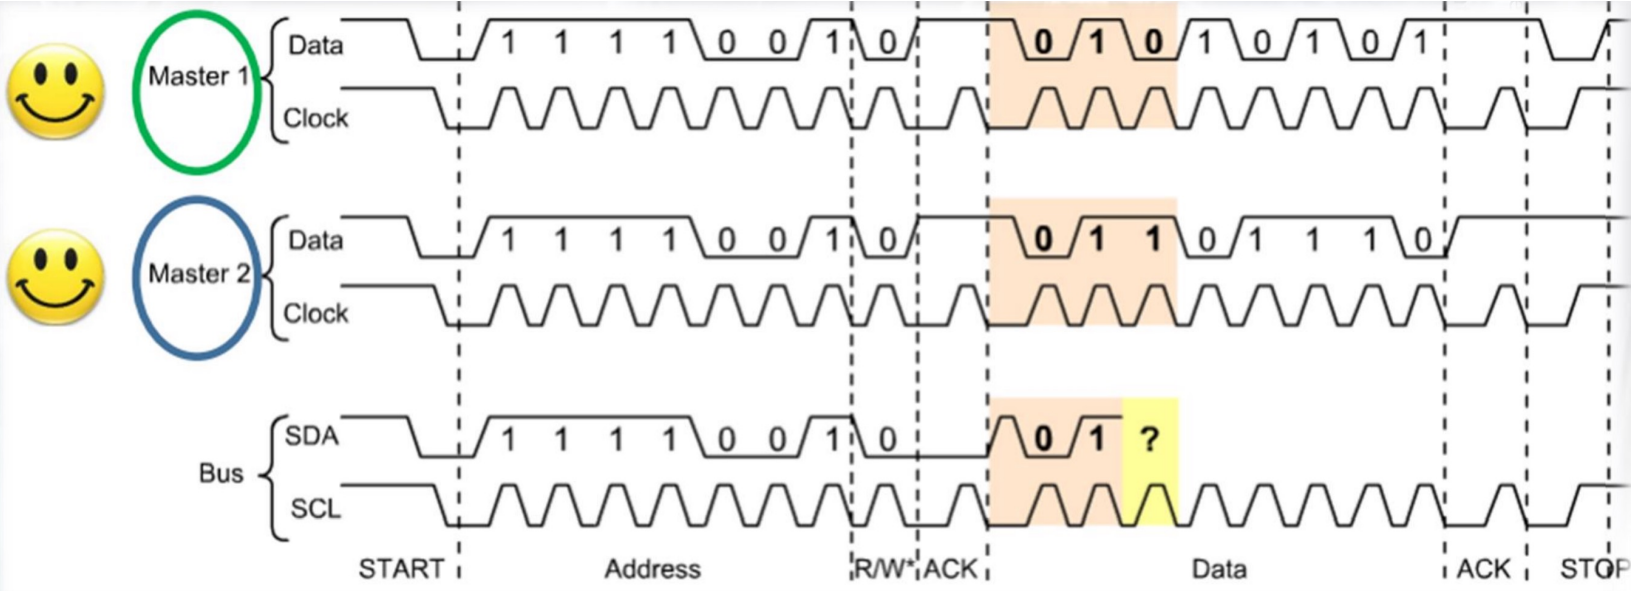 Data 1 1 1 1 0 0 1 0 0 1 0 1 0 1 0 1
Master 1
Clock
Data 1 1 1 1 0 0 1 0 0 1 1 0 1 1 1 0
Master 2
Clock
SDA 1 1 1 1 0 0 1 0 0 1 ?
Bus
SCL
START Address R/W* ACK Data ACK STOP